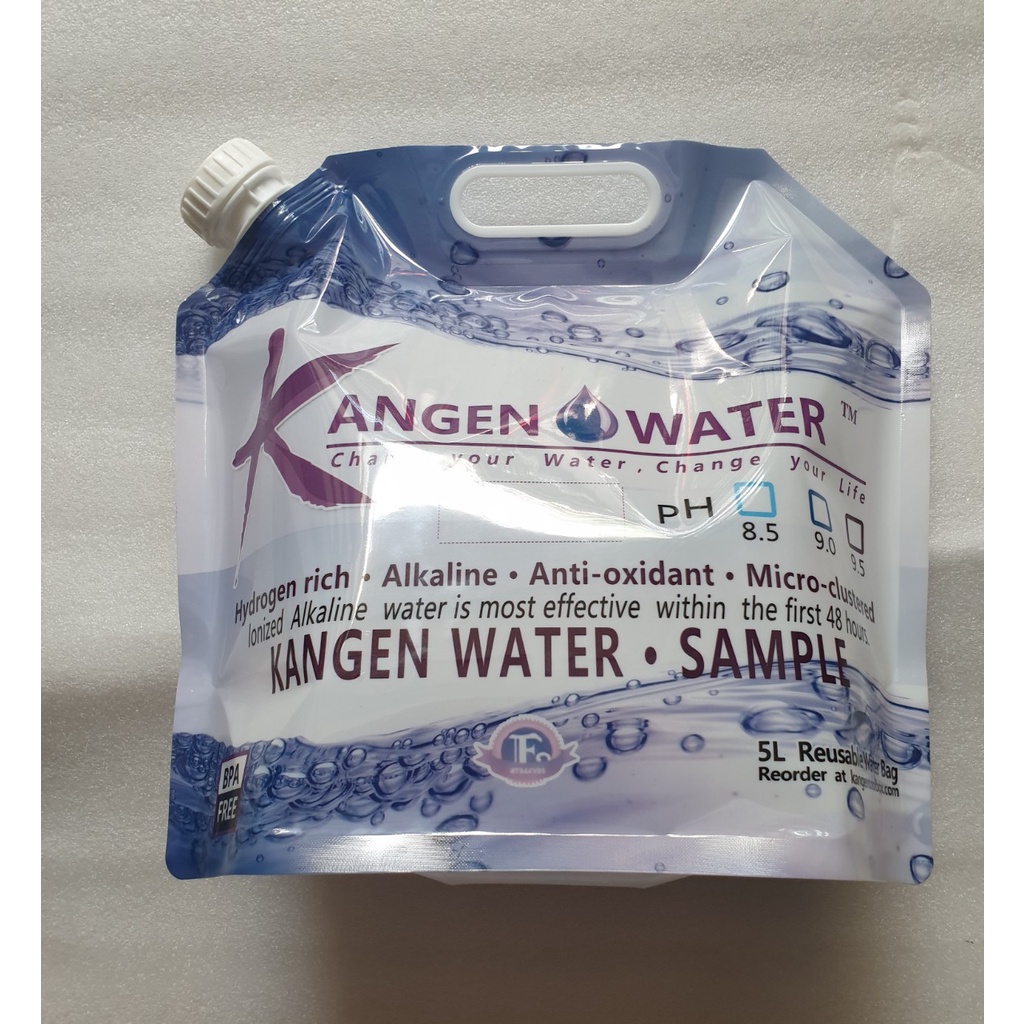 KANGEN WATER ™
your Water, Change your Life
PH 8.5 9.0 9.5
Hydrogen rich • Alkaline • Anti-oxidant • Micro-clustered
Ionized Alkaline water is most effective within the first 48 hours.
KANGEN WATER • SAMPLE
BPA
FREE
5L Reusable Water Bag
Reorder at